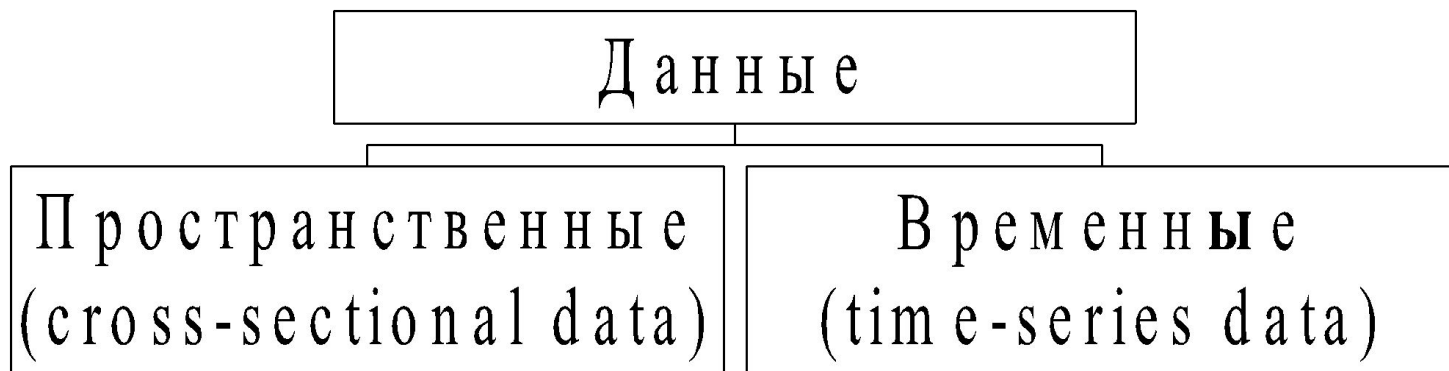 Данные
Пространственные
(cross-sectional data)
Временные
(time-series data)